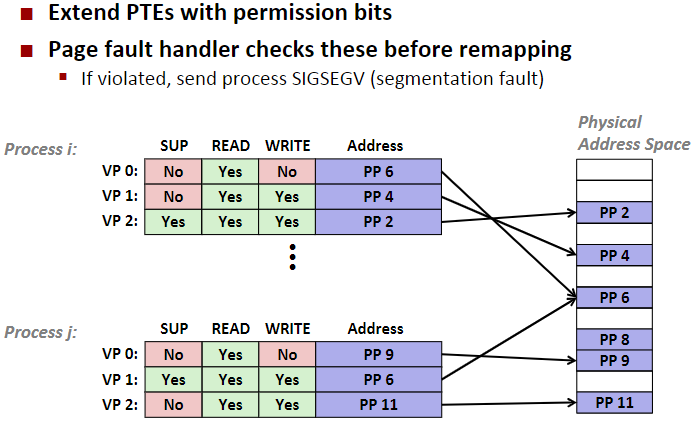 Extend PTEs with permission bits
Page fault handler checks these before remapping
If violated, send process SIGSEGV (segmentation fault)
Physical
Address Space
Process i:
SUP READ WRITE Address
VP 0: No Yes No PP 6
VP 1: No Yes Yes PP 4
VP 2: Yes Yes Yes PP 2
PP 2
PP 4
PP 6
PP 8
PP 9
PP 11
Process j:
SUP READ WRITE Address
VP 0: No Yes No PP 9
VP 1: Yes Yes Yes PP 6
VP 2: No Yes Yes PP 11